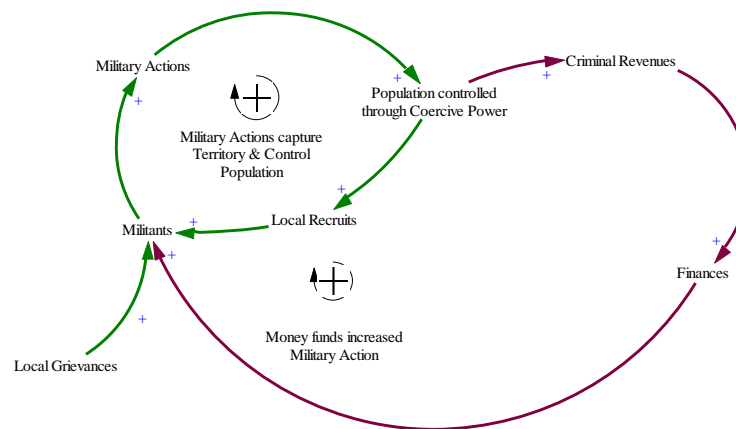 Military Actions
Criminal Revenues
+
+
Population controlled
through Coercive Power
+
Military Actions capture
Territory & Control
Population
+
Local Recruits
+
Militants
+
+
Finances
Money funds increased
Military Action
+
Local Grievances